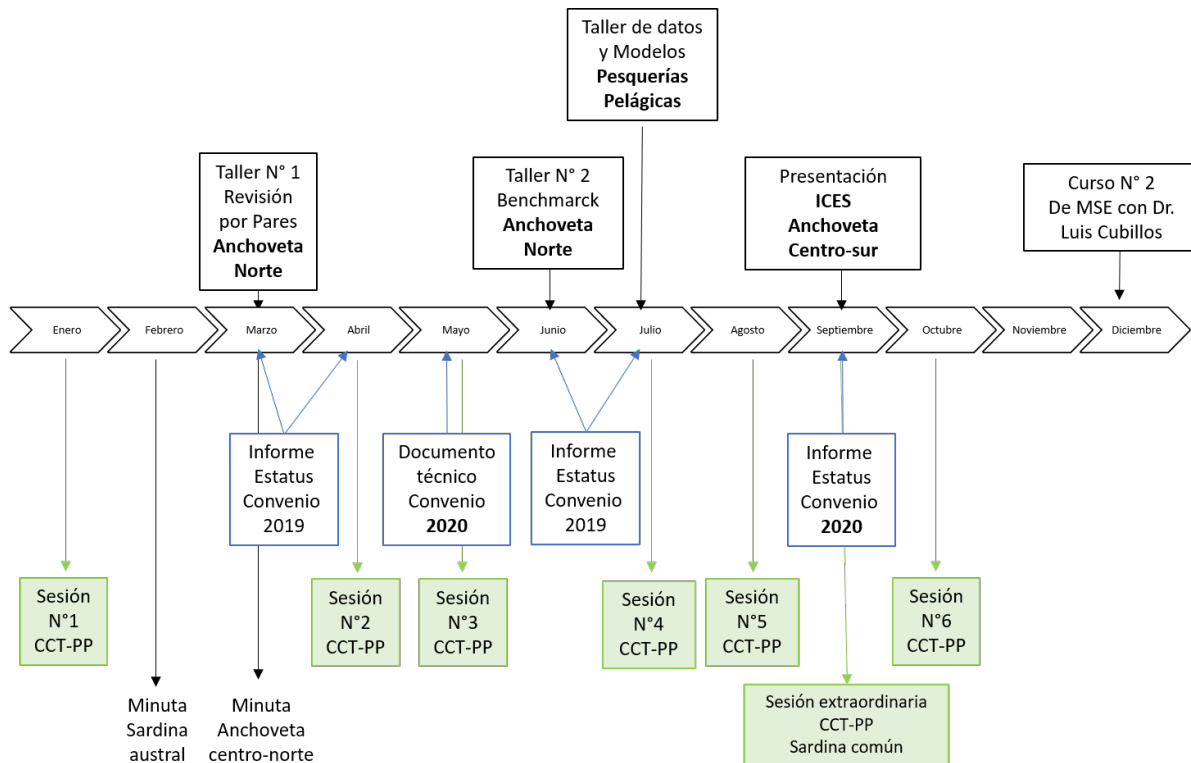 Taller de datos
y Modelos
Pesquerías
Pelágicas
Taller N° 1
Revisión
por Pares
Anchoveta
Norte
Taller N° 2
Benchmarck
Anchoveta
Norte
Presentación
ICES
Anchoveta
Centro-sur
Curso N° 2
De MSE con Dr.
Luis Cubillos
Enero
Febrero
Marzo
Abril
Mayo
Junio
Julio
Agosto
Septiembre
Octubre
Noviembre
Diciembre
Informe
Estatus
Convenio
2019
Documento
técnico
Convenio
2020
Informe
Estatus
Convenio
2019
Informe
Estatus
Convenio
2020
Sesión
N°1
CCT-PP
Sesión
N°2
CCT-PP
Sesión
N°3
CCT-PP
Sesión
N°4
CCT-PP
Sesión
N°5
CCT-PP
Sesión
N°6
CCT-PP
Minuta
Sardina
austral
Minuta
Anchoveta
centro-norte
Sesión extraordinaria
CCT-PP
Sardina común